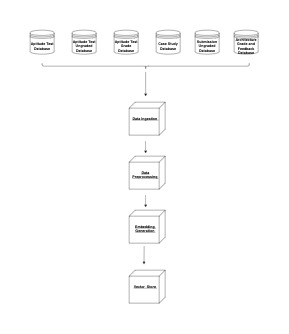 Aptitude Test
Database
Aptitude Test
Ungraded
Database
Aptitude Test
Grade
Database
Case Study
Database
Submission
Ungraded
Database
Architecture
Grade and
Feedback
Database
Data Ingestion
Data
Preprocessing
Embedding
Generation
Vector Store